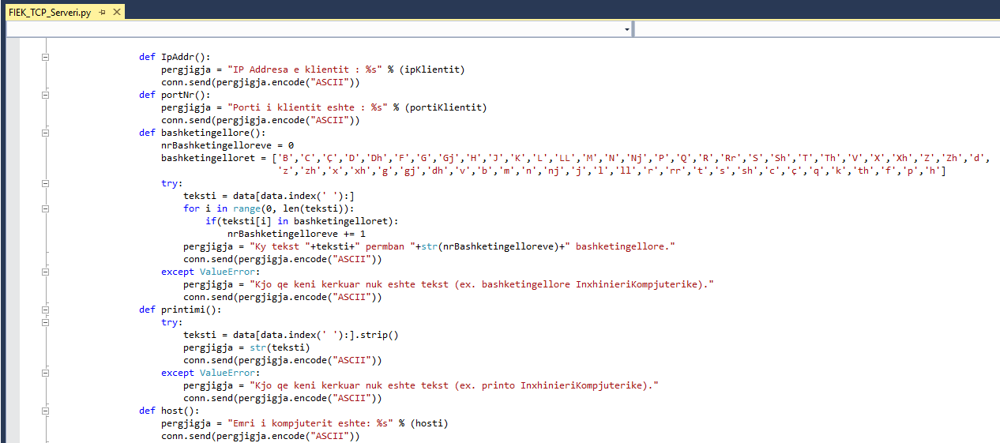 FIEK_TCP_Serveri.py
def IpAddr():
pergjigja = "IP Addresa e klientit : %s" % (ipKlientit)
conn.send(pergjigja.encode("ASCII"))
def portNr():
pergjigja = "Porti i klientit eshte : %s" % (portiKlientit)
conn.send(pergjigja.encode("ASCII"))
def bashketingellore():
nrBashketingelloreve = 0
bashketingelloret = ['B','C','Ç','D','Dh','F','G','Gj','H','J','K','L','LL','M','N','Nj','P','Q','R','Rr','S','Sh','T','Th','V','X','Xh','Z','Zh','d',
'z','zh','x','xh','g','gj','dh','v','b','m','n','nj','j','l','ll','r','rr','t','s','sh','c','ç','q','k','th','f','p','h']
try:
teksti = data[data.index(' '):]
for i in range(0, len(teksti)):
if(teksti[i] in bashketingelloret):
nrBashketingelloreve += 1
pergjigja = "Ky tekst "+teksti+" permban "+str(nrBashketingelloreve)+" bashketingellore."
conn.send(pergjigja.encode("ASCII"))
except ValueError:
pergjigja = "Kjo qe keni kerkuar nuk eshte tekst (ex. bashketingellore InxhinieriKompjuterike)."
conn.send(pergjigja.encode("ASCII"))
def printimi():
try:
teksti = data[data.index(' '):].strip()
pergjigja = str(teksti)
conn.send(pergjigja.encode("ASCII"))
except ValueError:
pergjigja = "Kjo qe keni kerkuar nuk eshte tekst (ex. printo InxhinieriKompjuterike)."
conn.send(pergjigja.encode("ASCII"))
def host():
pergjigja = "Emri i kompjuterit eshte: %s" % (hosti)
conn.send(pergjigja.encode("ASCII"))